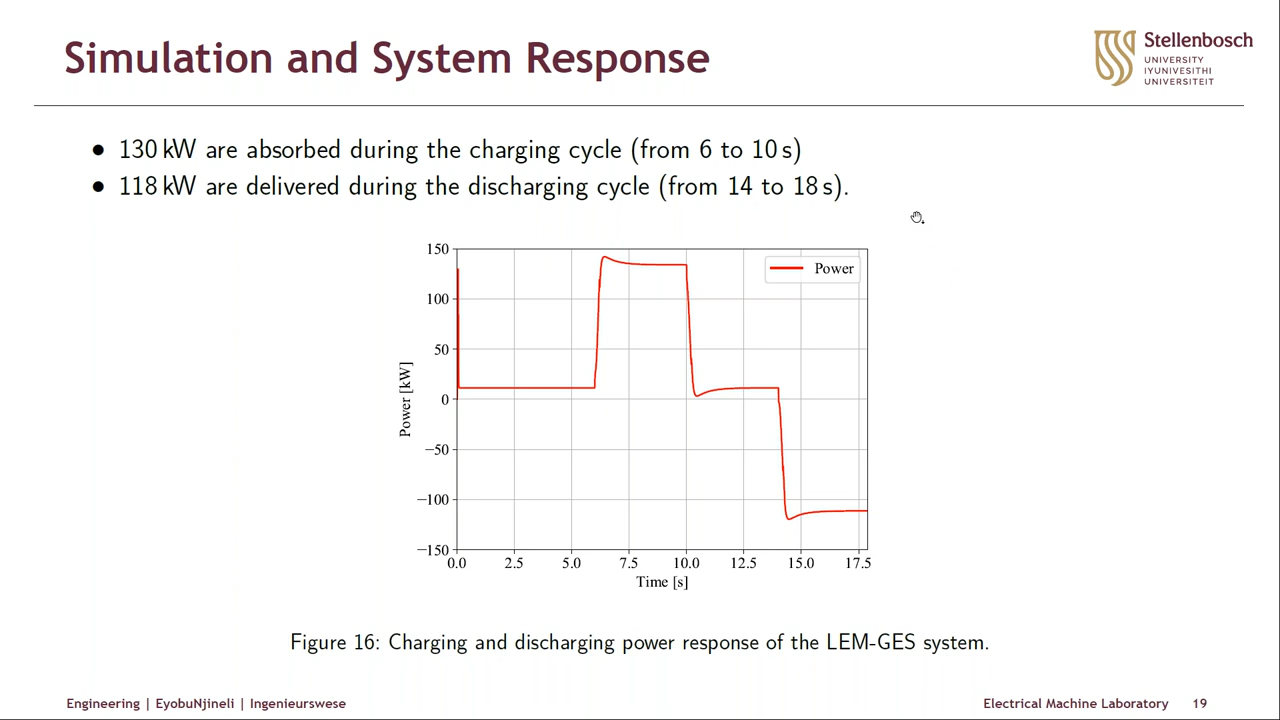 Simulation and System Response
Stellenbosch
UNIVERSITY
IYUNIVESITHI
UNIVERSITEIT
• 130 kW are absorbed during the charging cycle (from 6 to 10 s)
• 118 kW are delivered during the discharging cycle (from 14 to 18 s).
150
100
50
0
−50
−100
−150
Power [kW]
Power
0.0 2.5 5.0 7.5 10.0 12.5 15.0 17.5
Time [s]
Figure 16: Charging and discharging power response of the LEM-GES system.
Engineering | EyobuNjineli | Ingenieurswese
Electrical Machine Laboratory 19